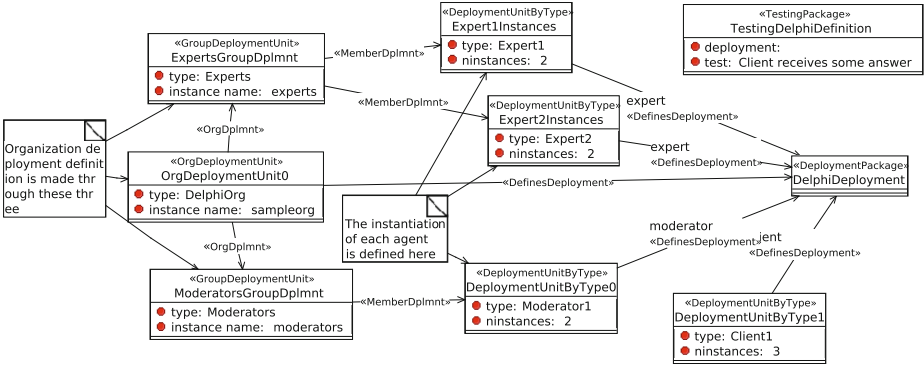 «DeploymentUnitByType»
Expert1Instances
type: Expert1
ninstances: 2
«TestingPackage»
TestingDelphiDefinition
deployment:
test: Client receives some answer
«GroupDeploymentUnit»
ExpertsGroupDplmnt
type: Experts
instance name: experts
«MemberDplmnt»
«MemberDplmnt»
«DeploymentUnitByType»
Expert2Instances
type: Expert2
ninstances: 2
expert
«DefinesDeployment»
expert
«DefinesDeployment»
Organization de
ployment definit
ion is made thr
ough these thr
ee
«OrgDplmnt»
«OrgDeploymentUnit»
OrgDeploymentUnit0
type: DelphiOrg
instance name: sampleorg
«DefinesDeployment»
«DeploymentPackage»
DelphiDeployment
The instantiation
of each agent
is defined here
«OrgDplmnt»
moderator
«DefinesDeployment»
jent
«DefinesDeployment»
«GroupDeploymentUnit»
ModeratorsGroupDplmnt
type: Moderators
instance name: moderators
«MemberDplmnt»
«DeploymentUnitByType»
DeploymentUnitByType0
type: Moderator1
ninstances: 2
«DeploymentUnitByType»
DeploymentUnitByType1
type: Client1
ninstances: 3